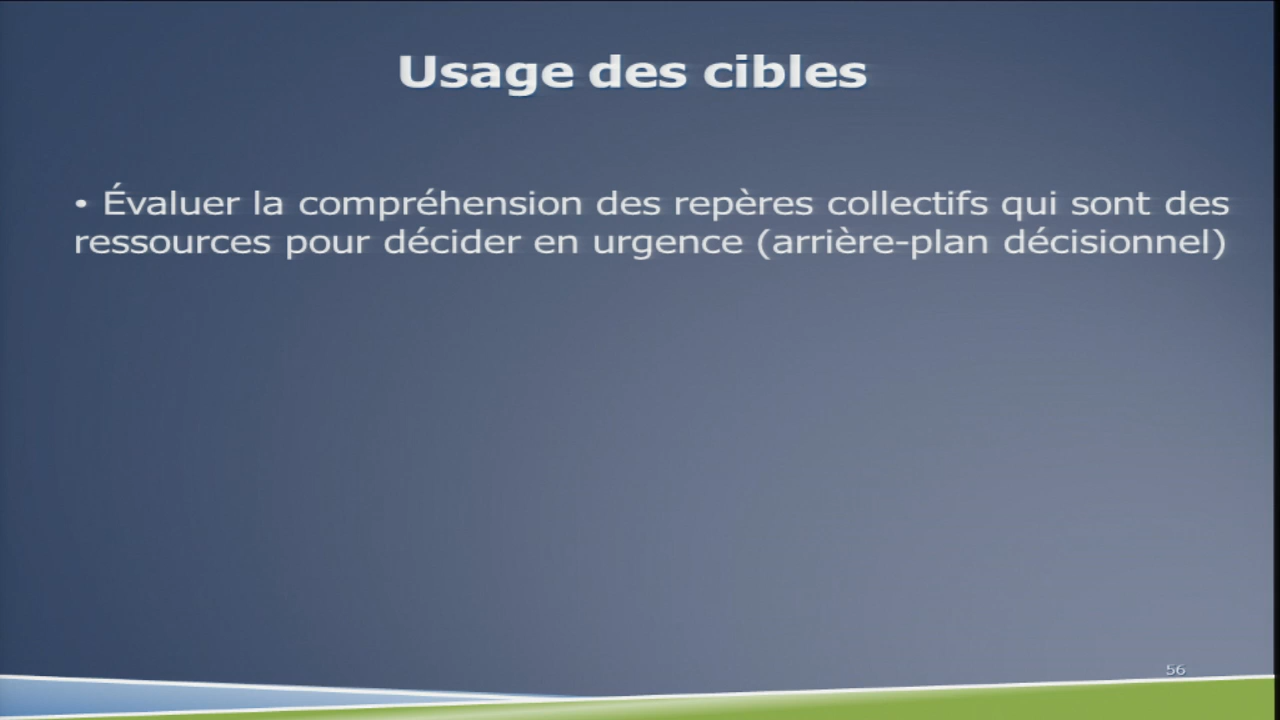 Usage des cibles
• Évaluer la compréhension des repères collectifs qui sont des
ressources pour décider en urgence (arrière-plan décisionnel)
56